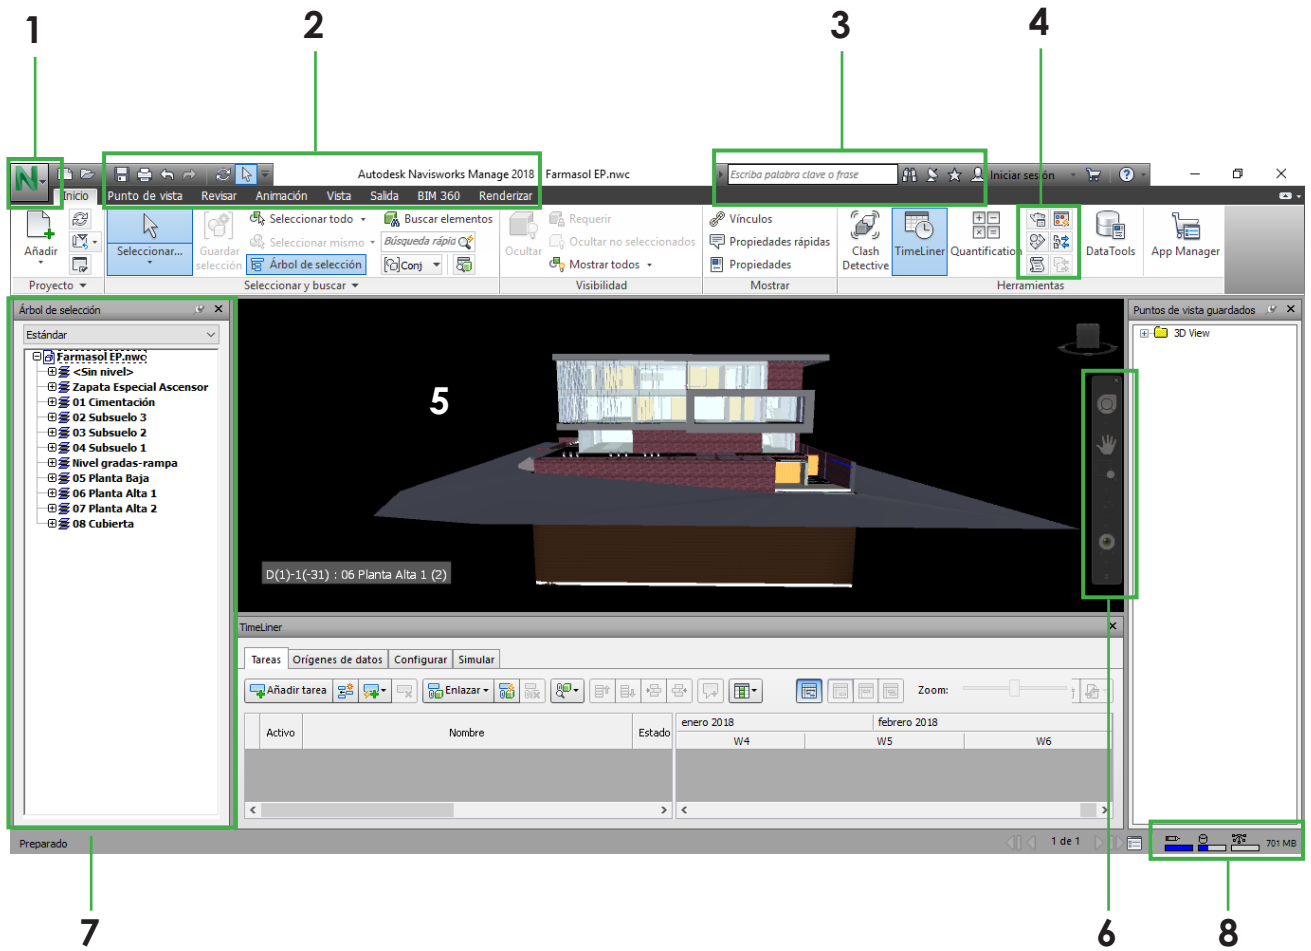 1 2 3 4
Autodesk Navisworks Manage 2018 Farmasol EP.nwc
Escriba palabra clave o frase
Iniciar sesión
Inicio Punto de vista Revisar Animación Vista Salida BIM 360 Renderizar
Añadir
Seleccionar...
Guardar selección
Seleccionar todo
Seleccionar mismo
Árbol de selección
Buscar elementos
Búsqueda rápid
Conj
Ocultar
Requerir
Ocultar no seleccionados
Mostrar todos
Vínculos
Propiedades rápidas
Propiedades
Clash Detective
TimeLiner
Quantification
DataTools
App Manager
Proyecto Seleccionar y buscar Visibilidad Mostrar Herramientas
Árbol de selección
Estándar
Farmasol EP.nwc
<Sin nivel>
Zapata Especial Ascensor
01 Cimentación
02 Subsuelo 3
03 Subsuelo 2
04 Subsuelo 1
Nivel gradas-rampa
05 Planta Baja
06 Planta Alta 1
07 Planta Alta 2
08 Cubierta
5
D(1)-1(-31) : 06 Planta Alta 1 (2)
Puntos de vista guardados
3D View
TimeLiner
Tareas Orígenes de datos Configurar Simular
Añadir tarea Enlazar Zoom:
Activo Nombre Estado
enero 2018 febrero 2018
W4 W5 W6
Preparado
1 de 1
701 MB
7 6 8